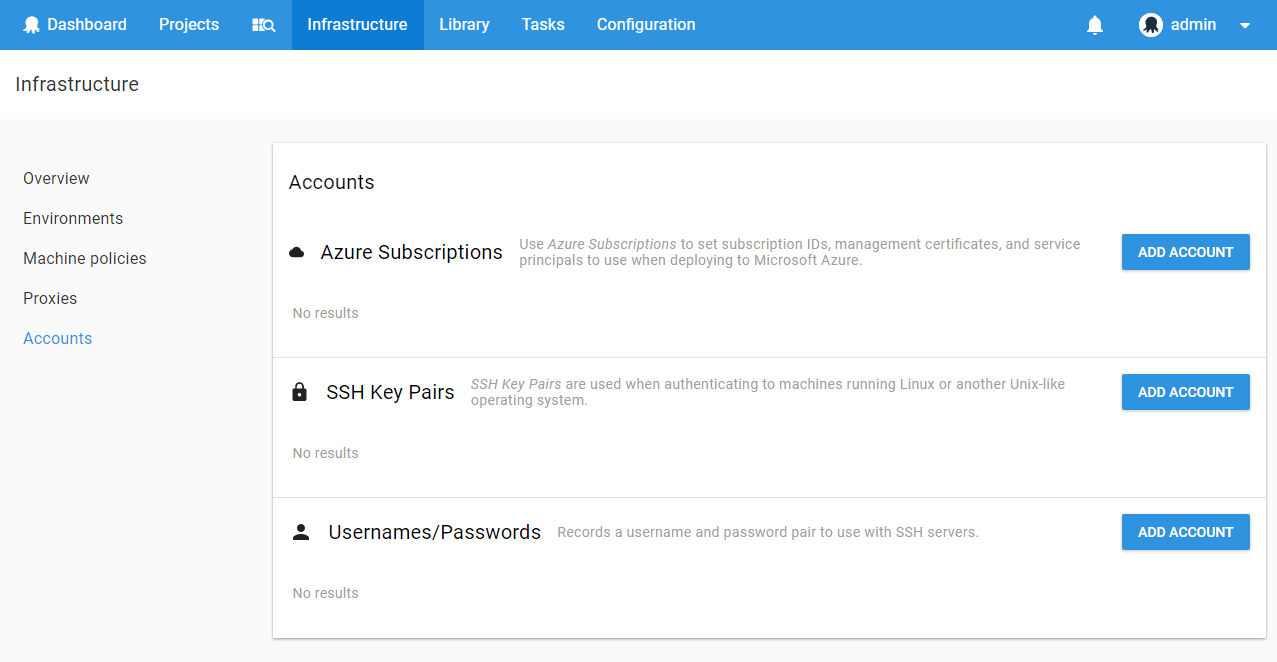 Dashboard Projects Infrastructure Library Tasks Configuration admin
Infrastructure
Overview
Environments
Machine policies
Proxies
Accounts
Accounts
Azure Subscriptions
Use Azure Subscriptions to set subscription IDs, management certificates, and service
principals to use when deploying to Microsoft Azure.
ADD ACCOUNT
No results
SSH Key Pairs
SSH Key Pairs are used when authenticating to machines running Linux or another Unix-like
operating system.
ADD ACCOUNT
No results
Usernames/Passwords
Records a username and password pair to use with SSH servers.
ADD ACCOUNT
No results